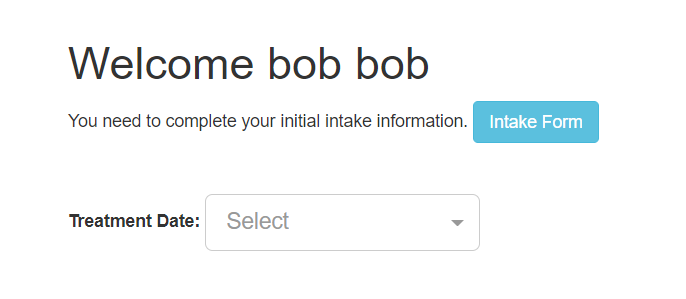 Welcome bob bob
You need to complete your initial intake information. Intake Form
Treatment Date: Select